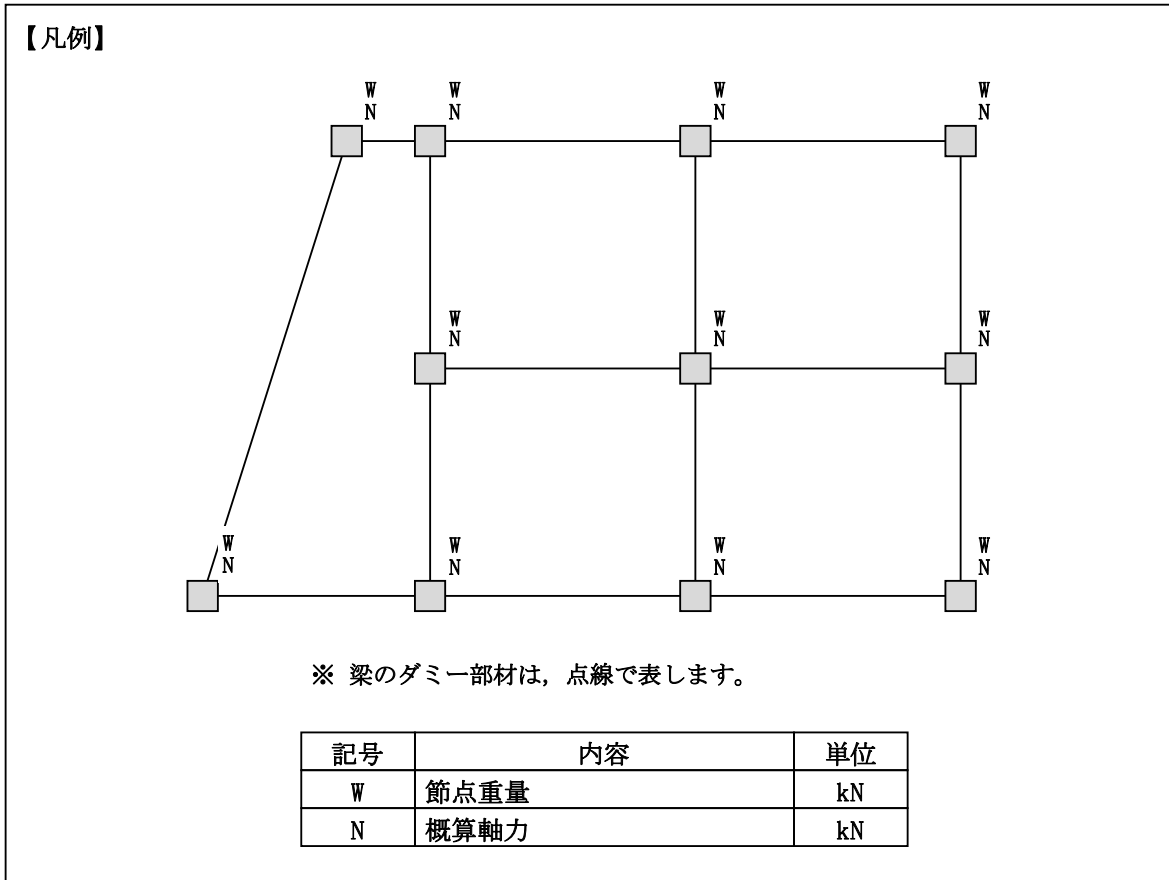 【凡例】
W W W W
N N N N
W W W
N N N
W W W W
N N N N
※ 梁のダミー部材は，点線で表します。
記号 内容 単位
W 節点重量 kN
N 概算軸力 kN